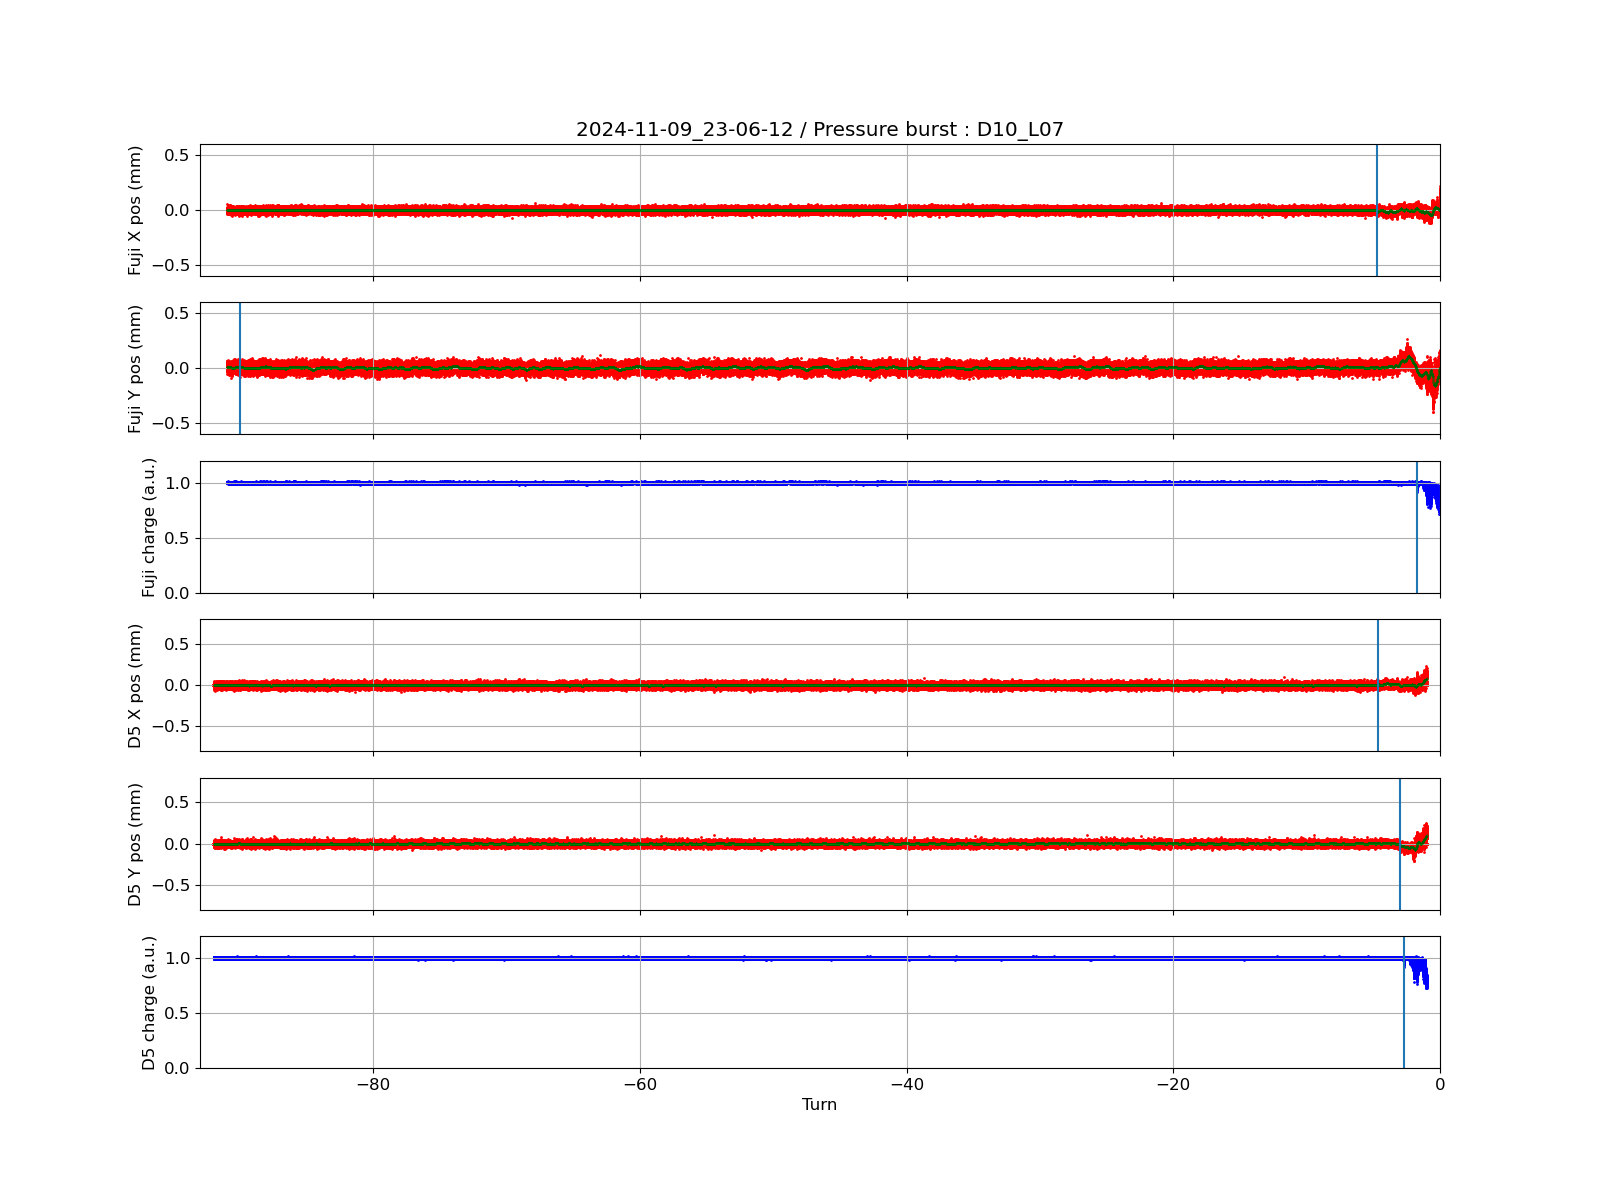 2024-11-09_23-06-12 / Pressure burst : D10_L07
Fuji X pos (mm)
0.5
0.0
−0.5
Fuji Y pos (mm)
0.5
0.0
−0.5
Fuji charge (a.u.)
1.0
0.5
0.0
D5 X pos (mm)
0.5
0.0
−0.5
D5 Y pos (mm)
0.5
0.0
−0.5
D5 charge (a.u.)
1.0
0.5
0.0
−80 −60 −40 −20 0
Turn